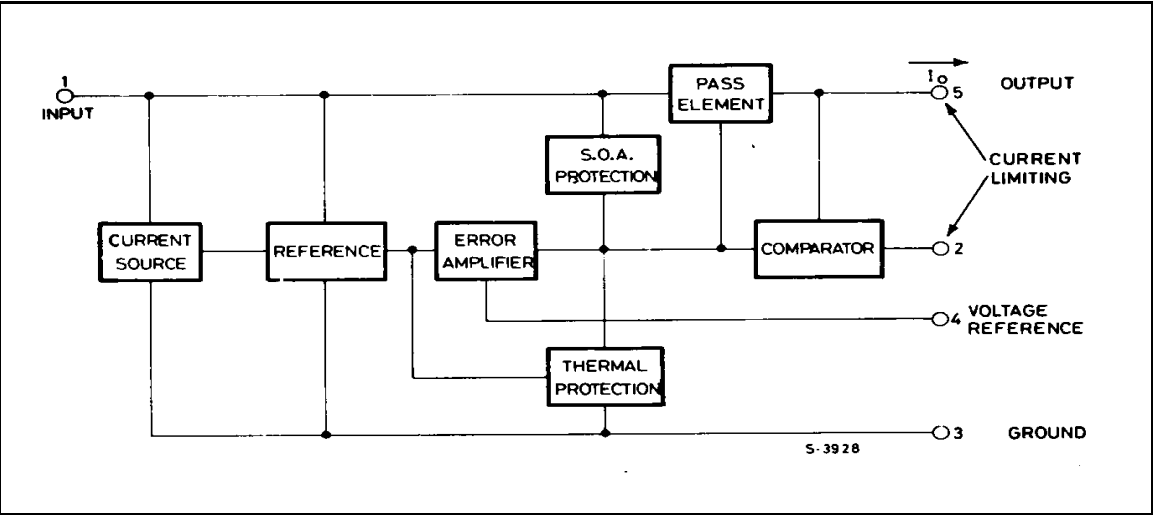 1
INPUT
PASS
ELEMENT
Io
5
OUTPUT
S.O.A.
PROTECTION
CURRENT
LIMITING
CURRENT
SOURCE
REFERENCE
ERROR
AMPLIFIER
COMPARATOR
2
4
VOLTAGE
REFERENCE
THERMAL
PROTECTION
3
GROUND
S-3928